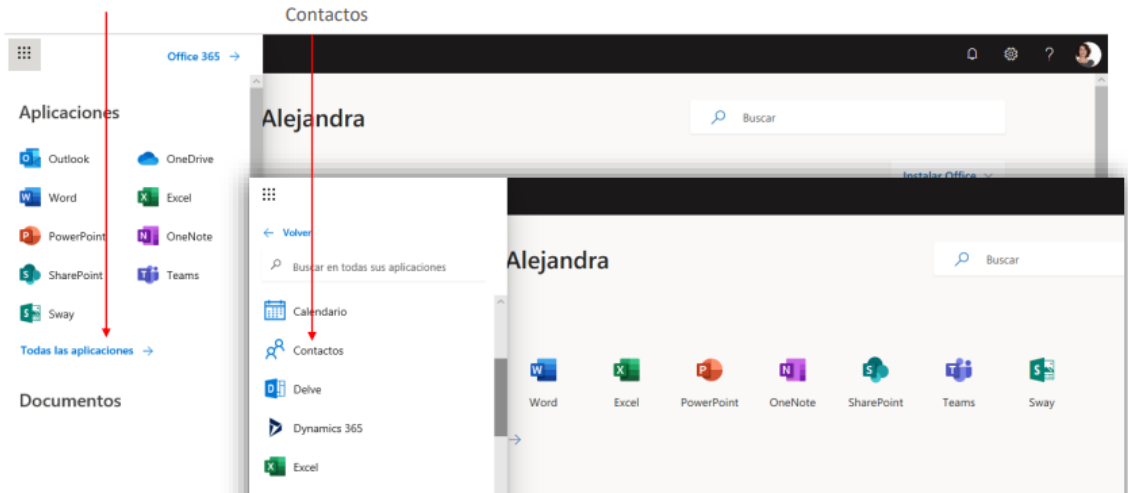 Contactos
Office 365 →
Aplicaciones
Alejandra
Buscar
Outlook
OneDrive
Instalar Office
Word
Excel
PowerPoint
OneNote
SharePoint
Teams
Sway
Todas las aplicaciones →
Documentos
← Volver
Buscar en todas sus aplicaciones
Calendario
Contactos
Delve
Dynamics 365
Excel
Alejandra
Buscar
Word
Excel
PowerPoint
OneNote
SharePoint
Teams
Sway